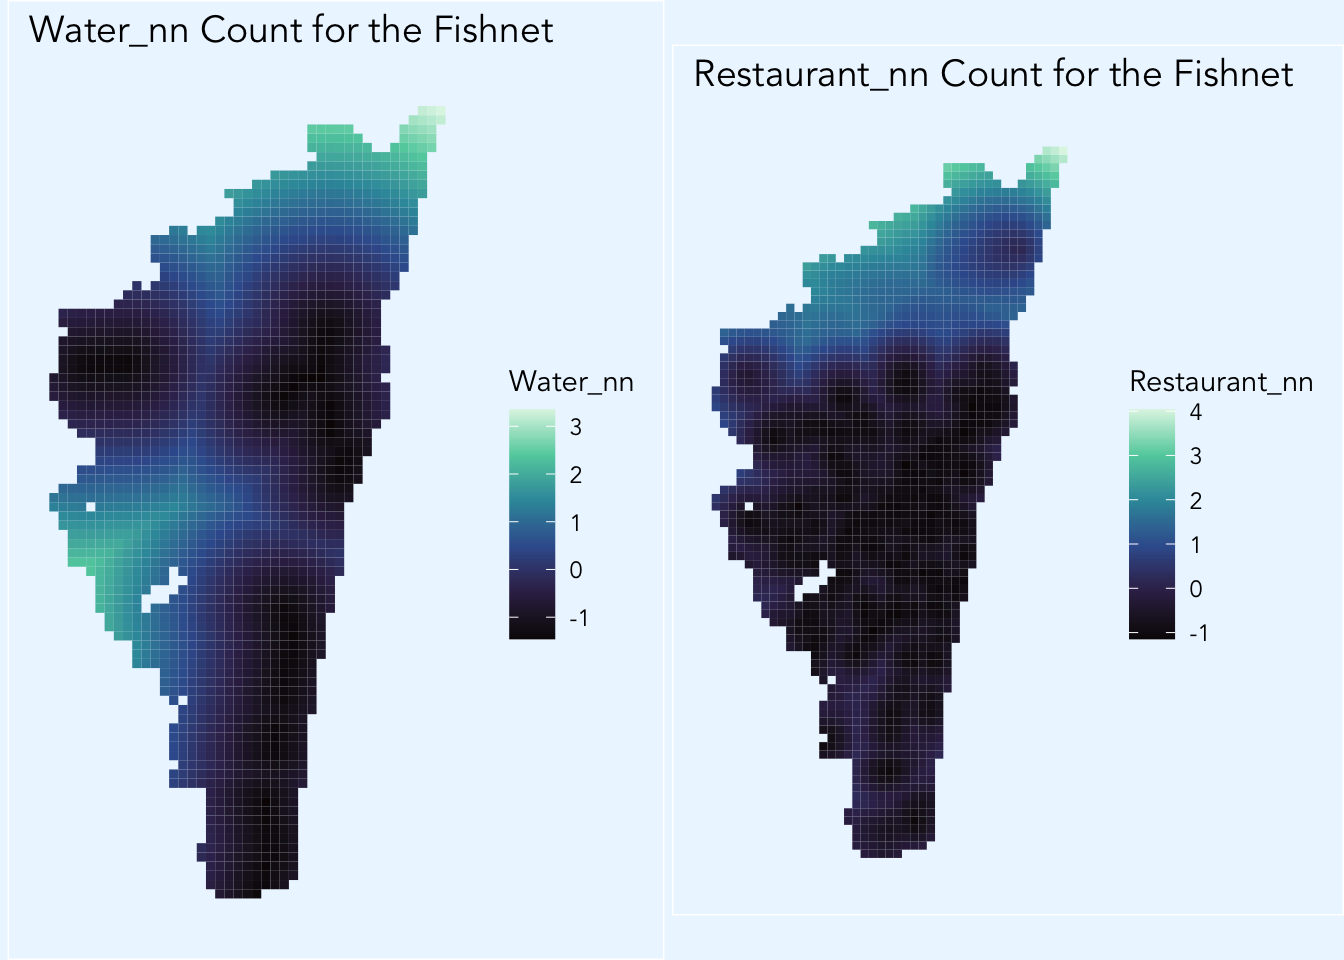 Water_nn Count for the Fishnet
Water_nn
3
2
1
0
-1
Restaurant_nn Count for the Fishnet
Restaurant_nn
4
3
2
1
0
-1